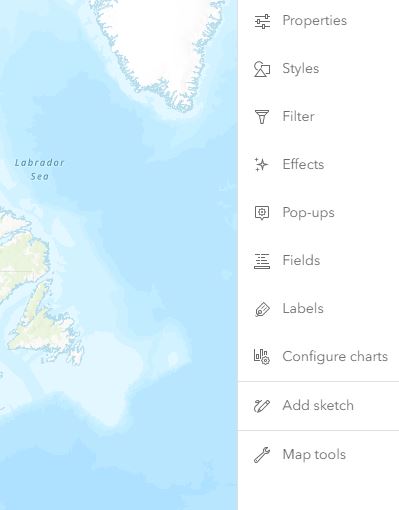 Labrador
Sea
Properties
Styles
Filter
Effects
Pop-ups
Fields
Labels
Configure charts
Add sketch
Map tools